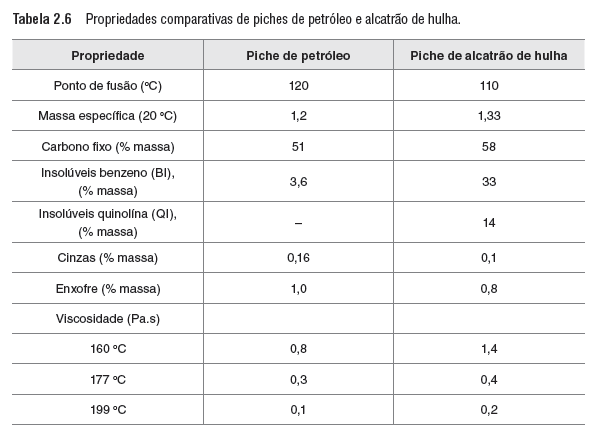 Tabela 2.6 Propriedades comparativas de piches de petróleo e alcatrão de hulha.
Propriedade Piche de petróleo Piche de alcatrão de hulha
Ponto de fusão (ºC) 120 110
Massa específica (20 ºC) 1,2 1,33
Carbono fixo (% massa) 51 58
Insolúveis benzeno (BI),
(% massa) 3,6 33
Insolúveis quinolína (QI),
(% massa) – 14
Cinzas (% massa) 0,16 0,1
Enxofre (% massa) 1,0 0,8
Viscosidade (Pa.s)
160 ºC 0,8 1,4
177 ºC 0,3 0,4
199 ºC 0,1 0,2